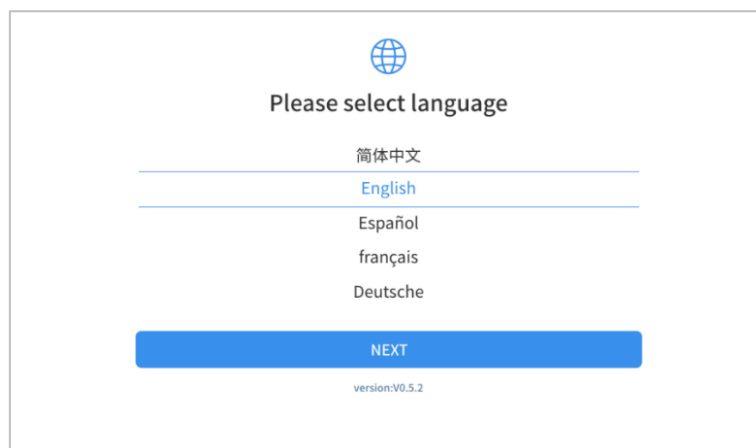 Please select language
简体中文
English
Español
français
Deutsche
NEXT
version:V0.5.2